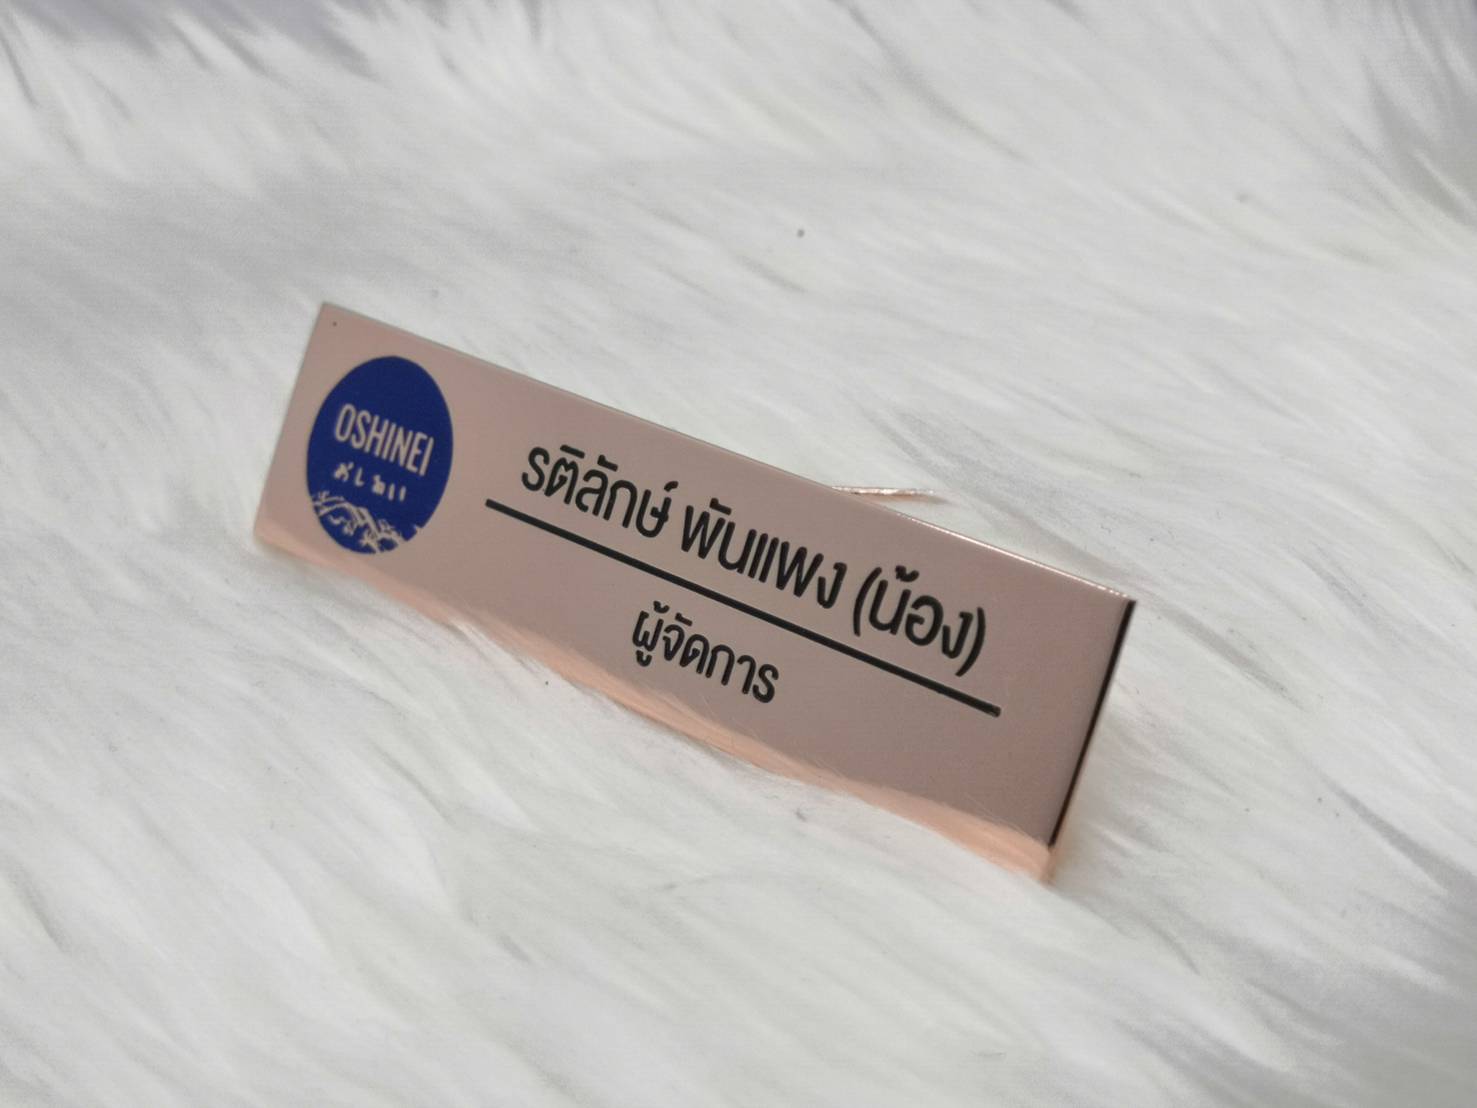 OSHINEI
รติลักษ์ พันแพง (น้อง)
ผู้จัดการ